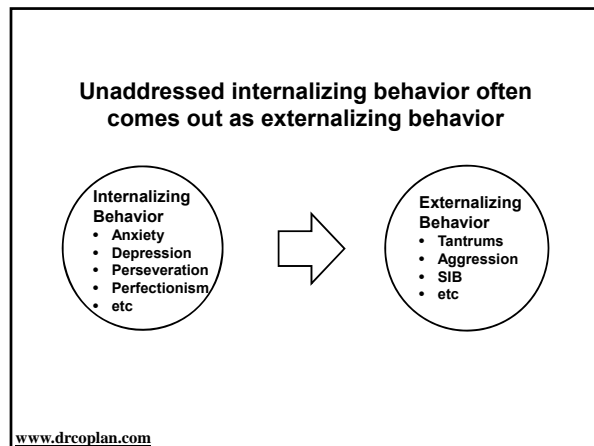 Unaddressed internalizing behavior often
comes out as externalizing behavior
Internalizing
Behavior
• Anxiety
• Depression
• Perseveration
• Perfectionism
• etc
Externalizing
Behavior
• Tantrums
• Aggression
• SIB
• etc
www.drcoplan.com